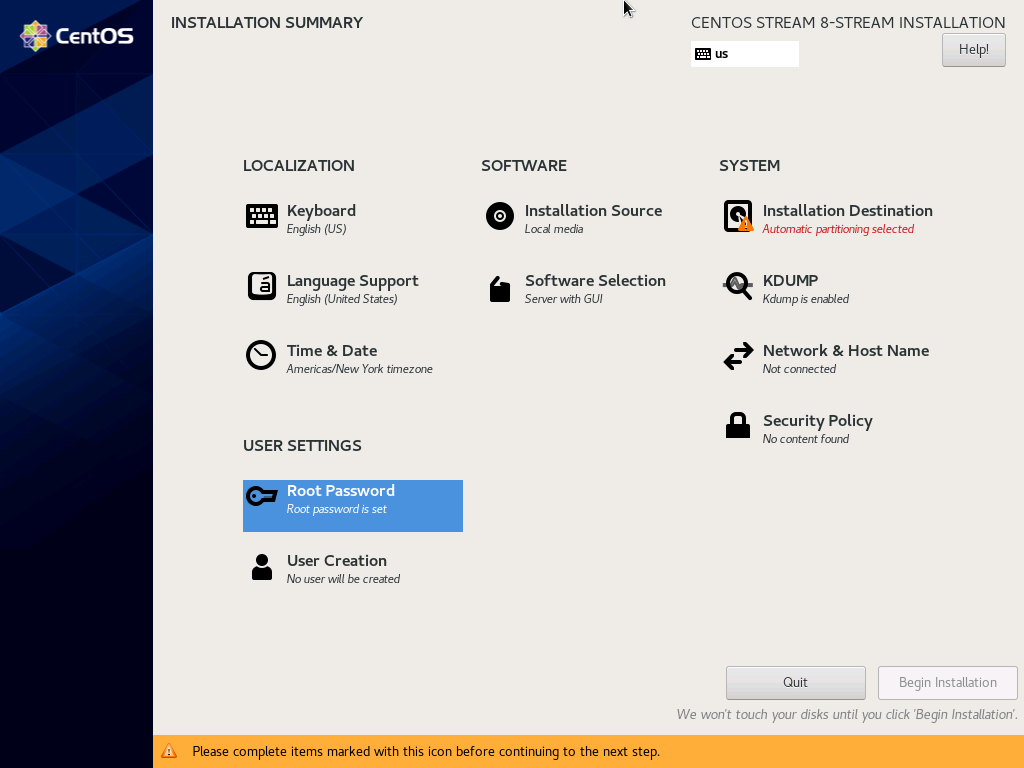 CentOS
INSTALLATION SUMMARY
CENTOS STREAM 8-STREAM INSTALLATION
us
Help!
LOCALIZATION
Keyboard
English (US)
Language Support
English (United States)
Time & Date
Americas/New York timezone
SOFTWARE
Installation Source
Local media
Software Selection
Server with GUI
SYSTEM
Installation Destination
Automatic partitioning selected
KDUMP
Kdump is enabled
Network & Host Name
Not connected
Security Policy
No content found
USER SETTINGS
Root Password
Root password is set
User Creation
No user will be created
Quit
Begin Installation
We won't touch your disks until you click 'Begin Installation'.
Please complete items marked with this icon before continuing to the next step.